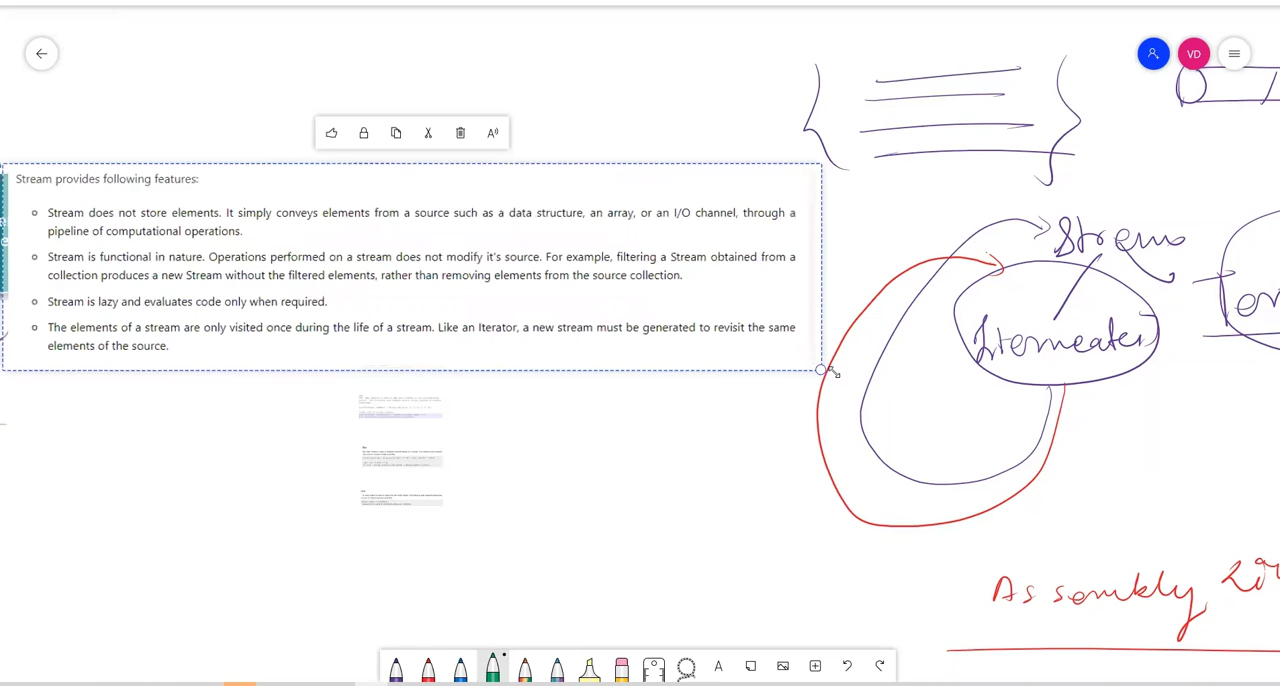 VD
Stream provides following features:
Stream does not store elements. It simply conveys elements from a source such as a data structure, an array, or an I/O channel, through a
pipeline of computational operations.
Stream is functional in nature. Operations performed on a stream does not modify it's source. For example, filtering a Stream obtained from a
collection produces a new Stream without the filtered elements, rather than removing elements from the source collection.
Stream is lazy and evaluates code only when required.
The elements of a stream are only visited once during the life of a stream. Like an Iterator, a new stream must be generated to revisit the same
elements of the source.
Assembly
A